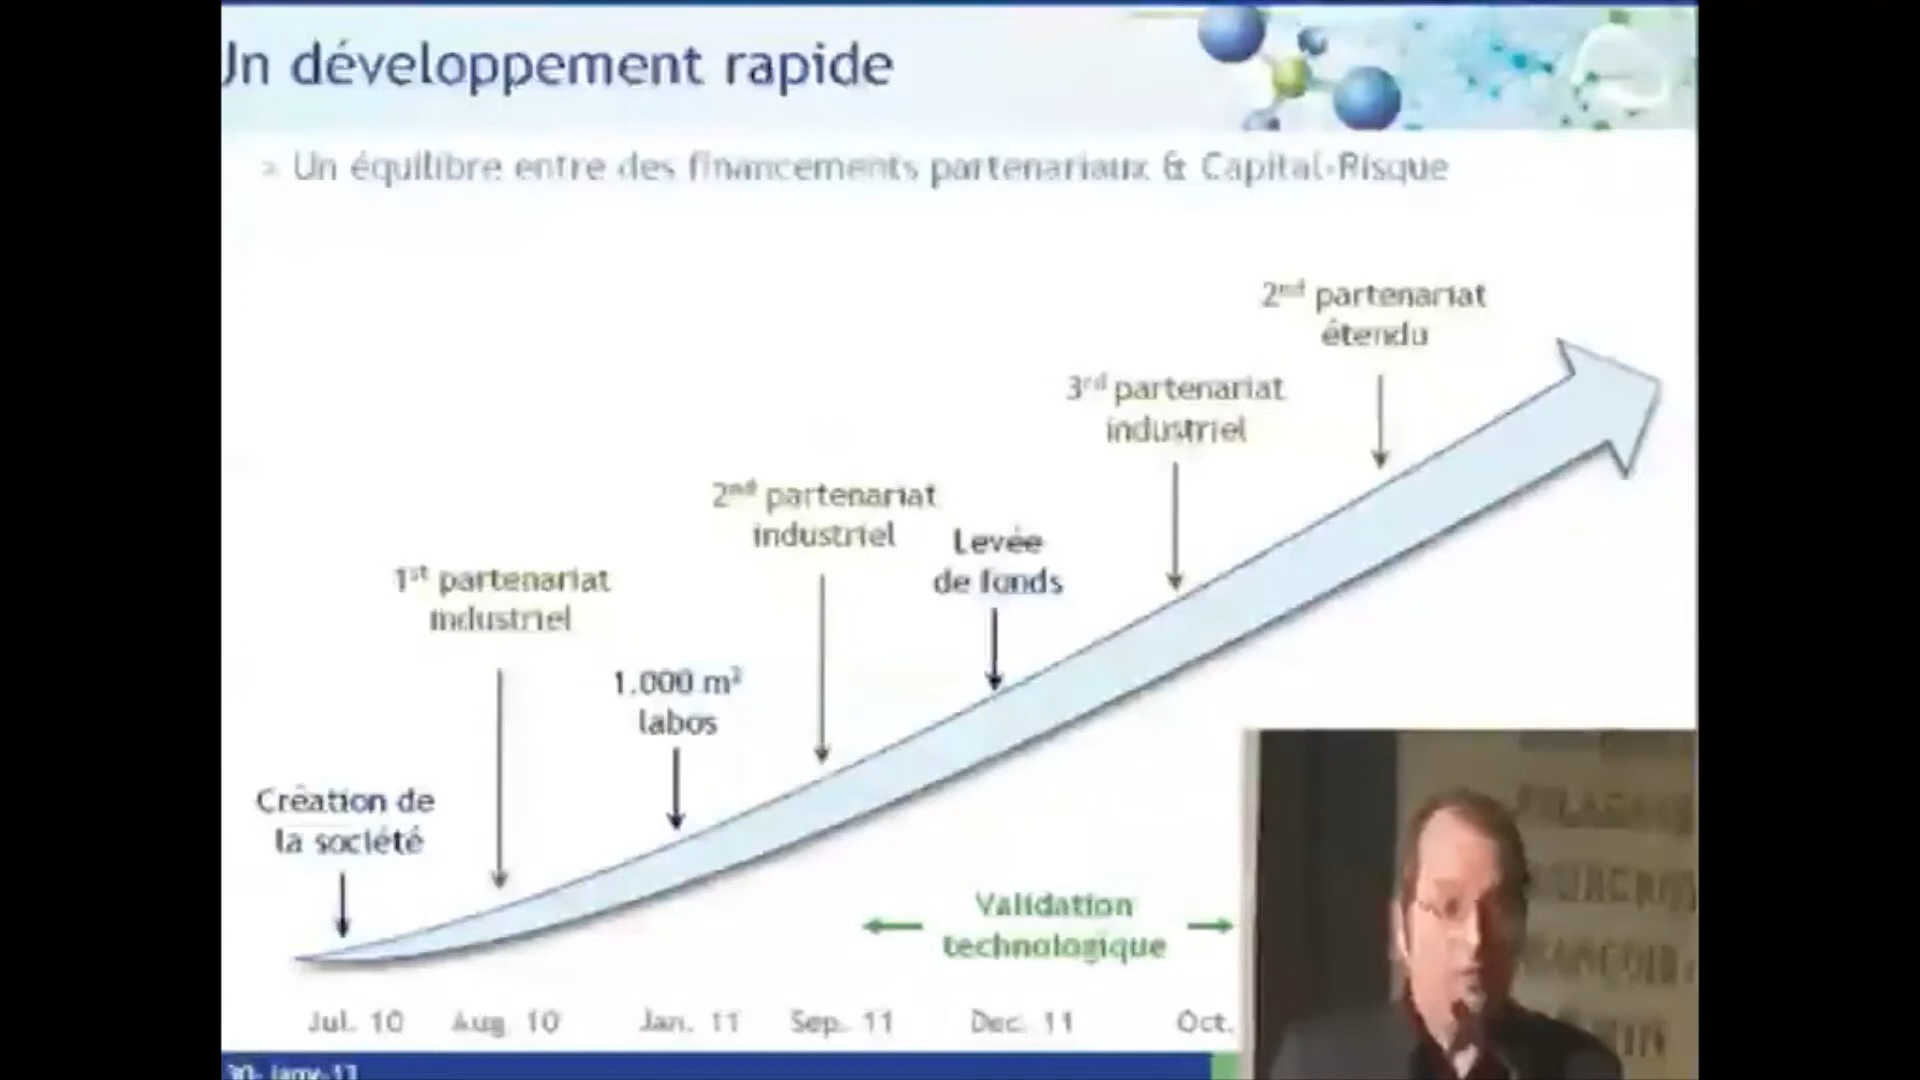 Un développement rapide
> Un équilibre entre des financements partenariaux & Capital-Risque
2nd partenariat
étendu
3rd partenariat
industriel
2nd partenariat
industriel
Levée
de fonds
1st partenariat
industriel
1.000 m²
labos
Création de
la société
Validation
technologique
Jul. 10 Aug. 10 Jan. 11 Sep. 11 Dec. 11 Oct.